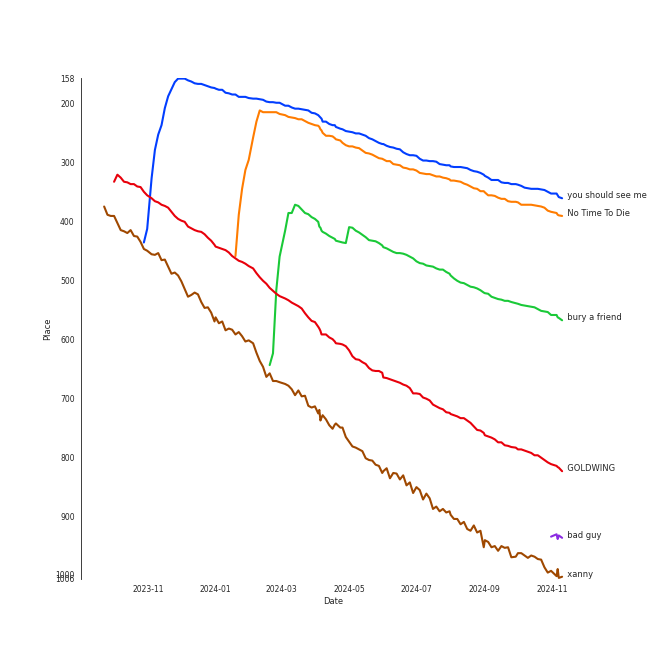 158
200
300
400
500
600
700
800
900
1000
1006
Place
2023-11
2024-01
2024-03
2024-05
2024-07
2024-09
2024-11
Date
you should see me
No Time To Die
bury a friend
GOLDWING
bad guy
xanny